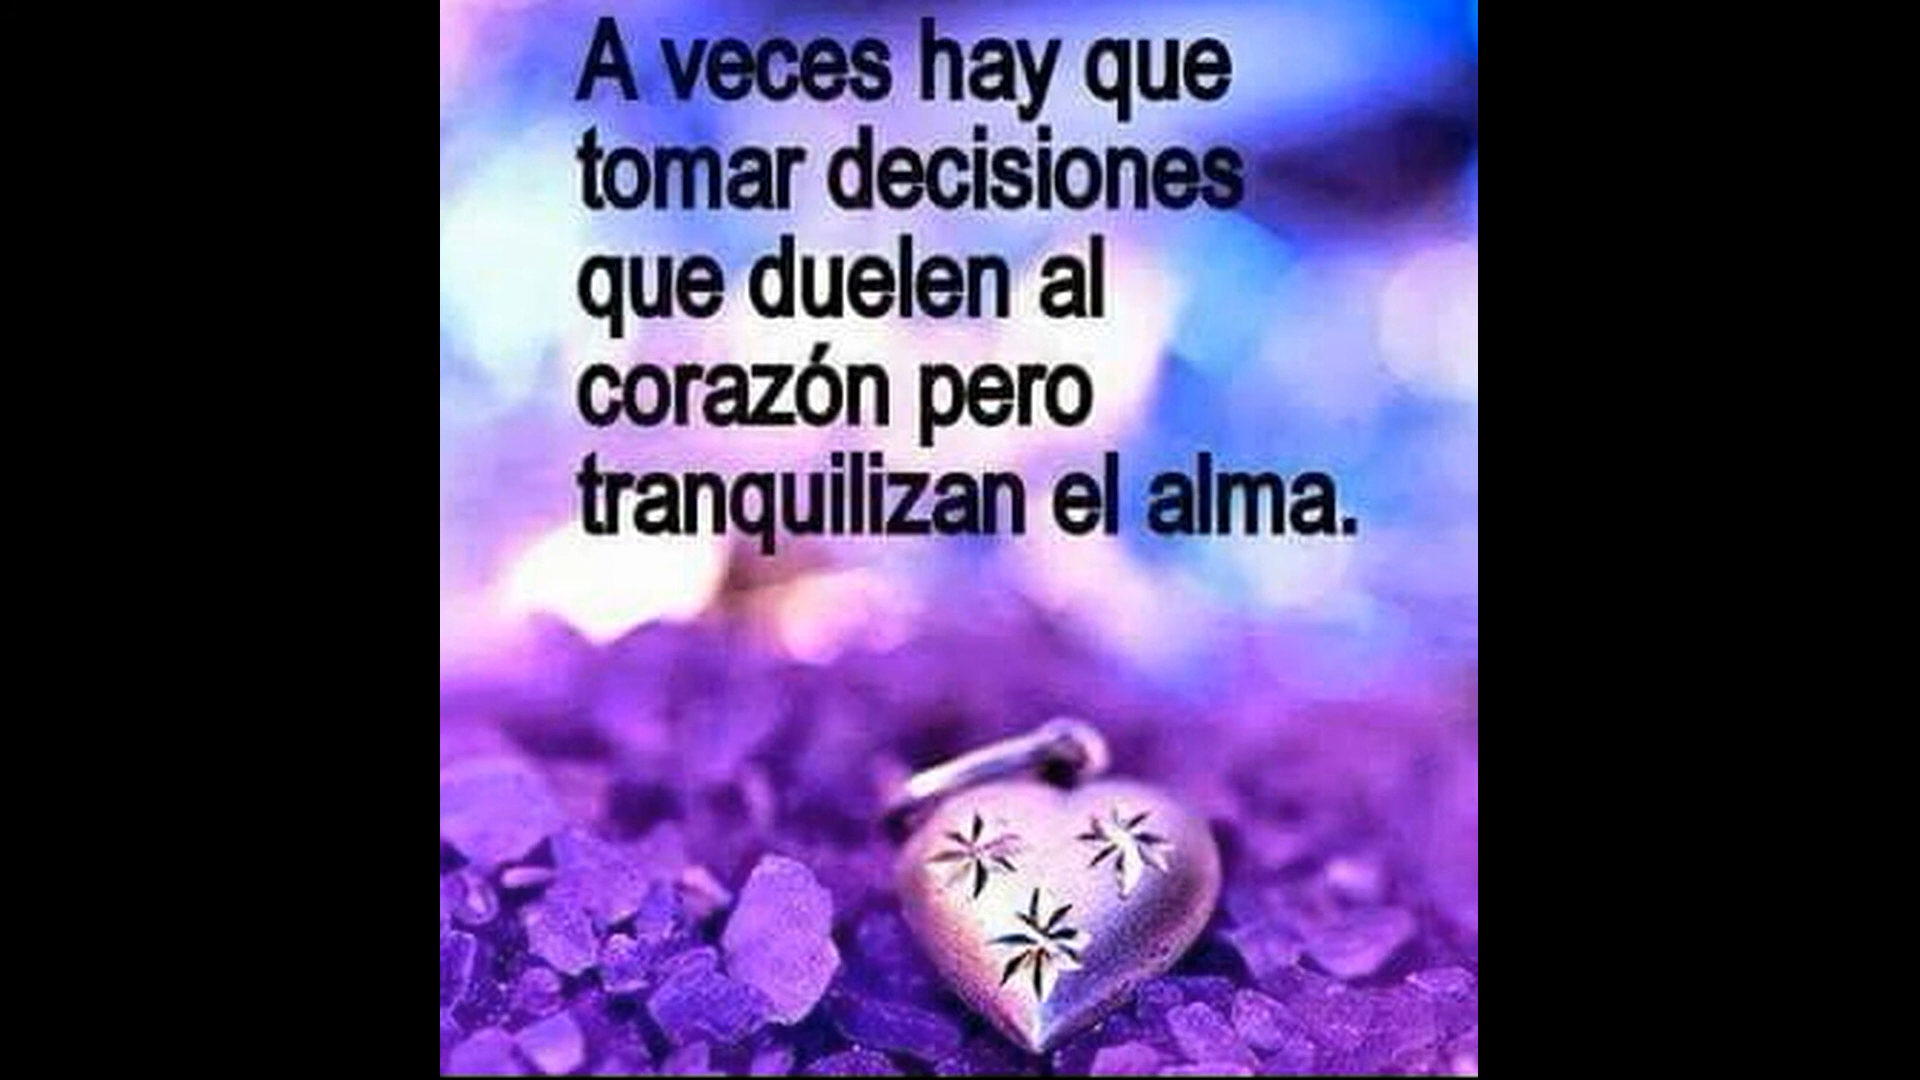 A veces hay que
tomar decisiones
que duelen al
corazón pero
tranquilizan el alma.